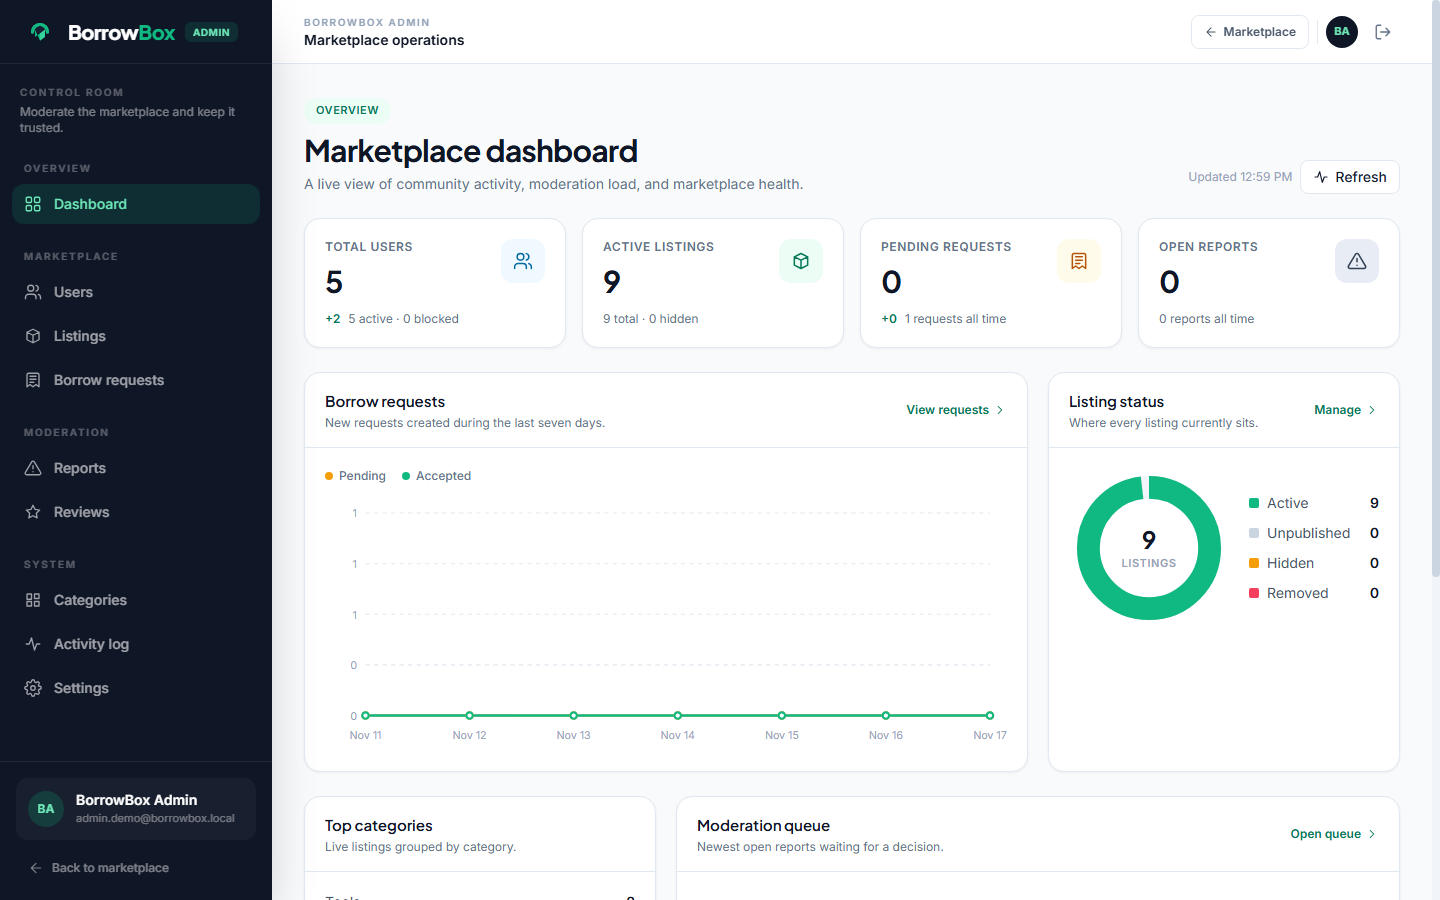 BorrowBox ADMIN
CONTROL ROOM
Moderate the marketplace and keep it
trusted.
OVERVIEW
Dashboard
MARKETPLACE
Users
Listings
Borrow requests
MODERATION
Reports
Reviews
SYSTEM
Categories
Activity log
Settings
BA
BorrowBox Admin
admin.demo@borrowbox.local
Back to marketplace
BORROWBOX ADMIN
Marketplace operations
Marketplace
BA
OVERVIEW
Marketplace dashboard
A live view of community activity, moderation load, and marketplace health.
Updated 12:59 PM
Refresh
TOTAL USERS
5
+2 5 active · 0 blocked
ACTIVE LISTINGS
9
9 total · 0 hidden
PENDING REQUESTS
0
+0 1 requests all time
OPEN REPORTS
0
0 reports all time
Borrow requests
New requests created during the last seven days.
View requests
Pending Accepted
1
1
1
0
0
Nov 11 Nov 12 Nov 13 Nov 14 Nov 15 Nov 16 Nov 17
Listing status
Where every listing currently sits.
Manage
9
LISTINGS
Active 9
Unpublished 0
Hidden 0
Removed 0
Top categories
Live listings grouped by category.
Moderation queue
Newest open reports waiting for a decision.
Open queue